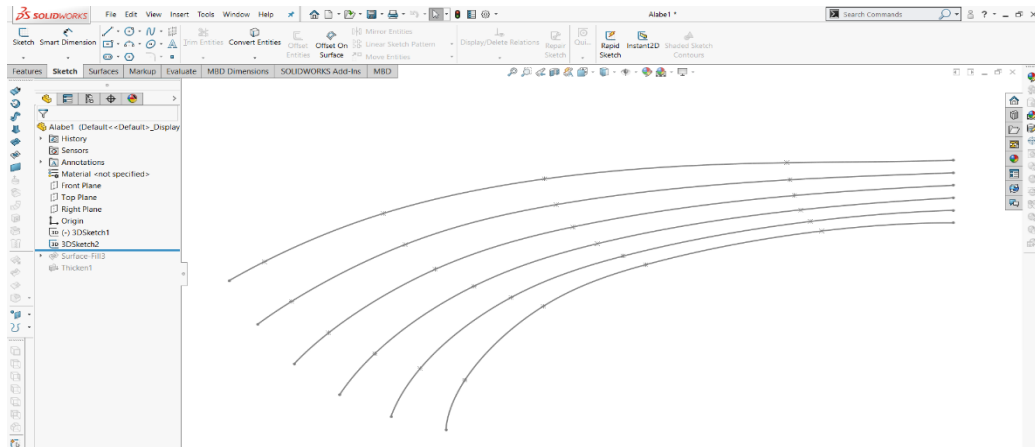 SOLIDWORKS File Edit View Insert Tools Window Help Alabe1 * Search Commands
Sketch Smart Dimension Trim Entities Convert Entities Offset Entities Offset On Surface Mirror Entities Linear Sketch Pattern Move Entities Display/Delete Relations Repair Sketch Quic... Rapid Sketch Instant2D Shaded Sketch Contours
Features Sketch Surfaces Markup Evaluate MBD Dimensions SOLIDWORKS Add-Ins MBD
Alabe1 (Default<<Default>_Display
History
Sensors
Annotations
Material <not specified>
Front Plane
Top Plane
Right Plane
Origin
(-) 3DSketch1
3DSketch2
Surface-Fill3
Thicken1